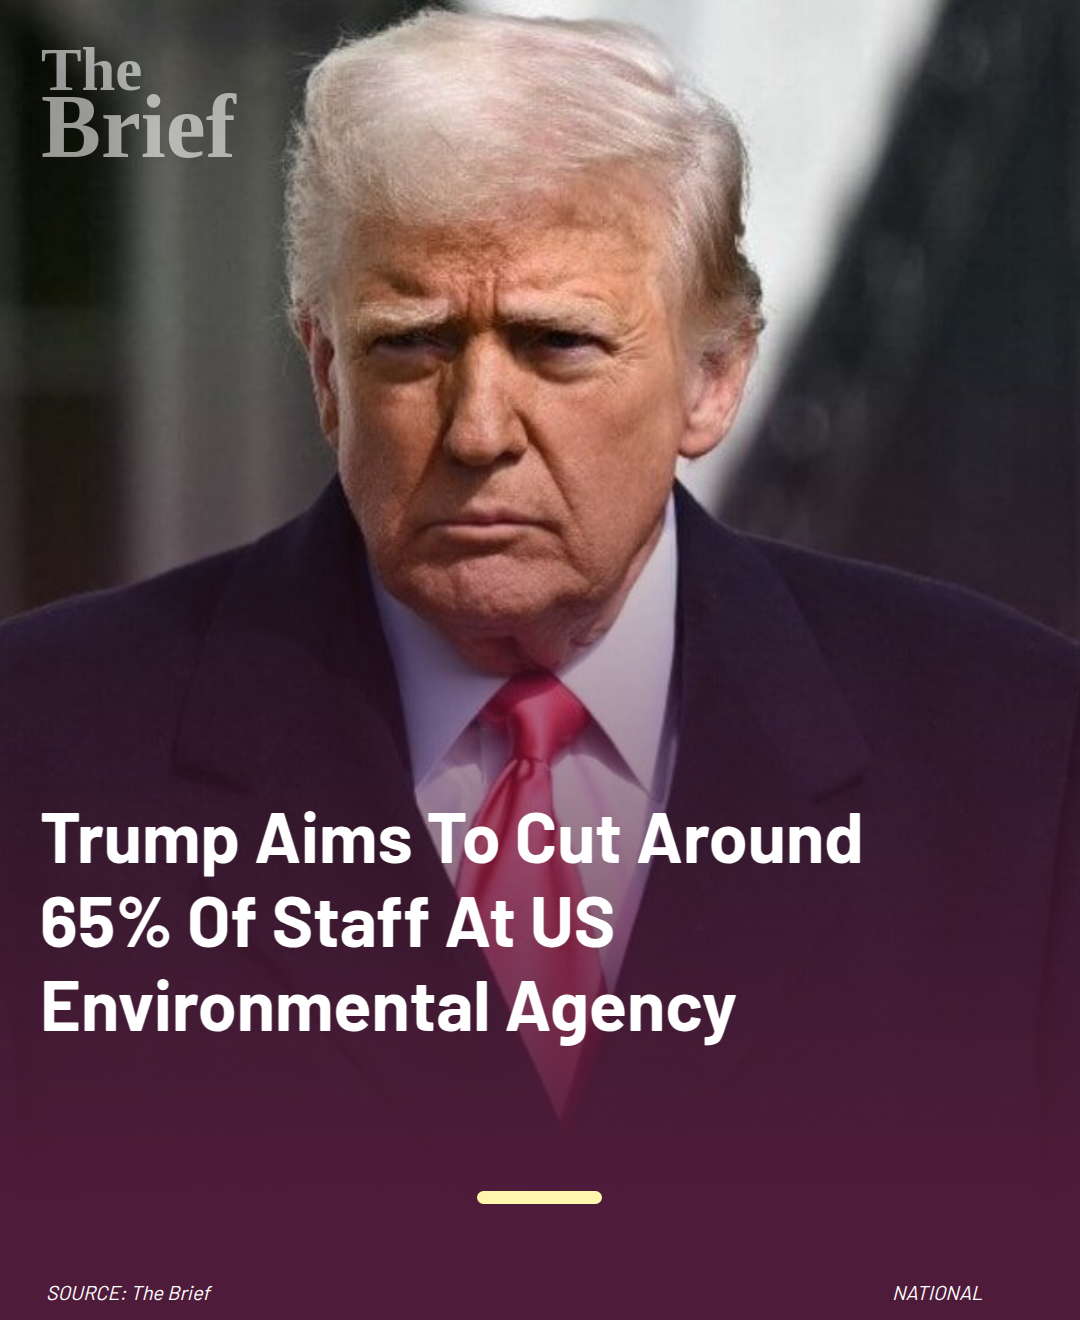 The
Brief
Trump Aims To Cut Around
65% Of Staff At US
Environmental Agency
SOURCE: The Brief
NATIONAL